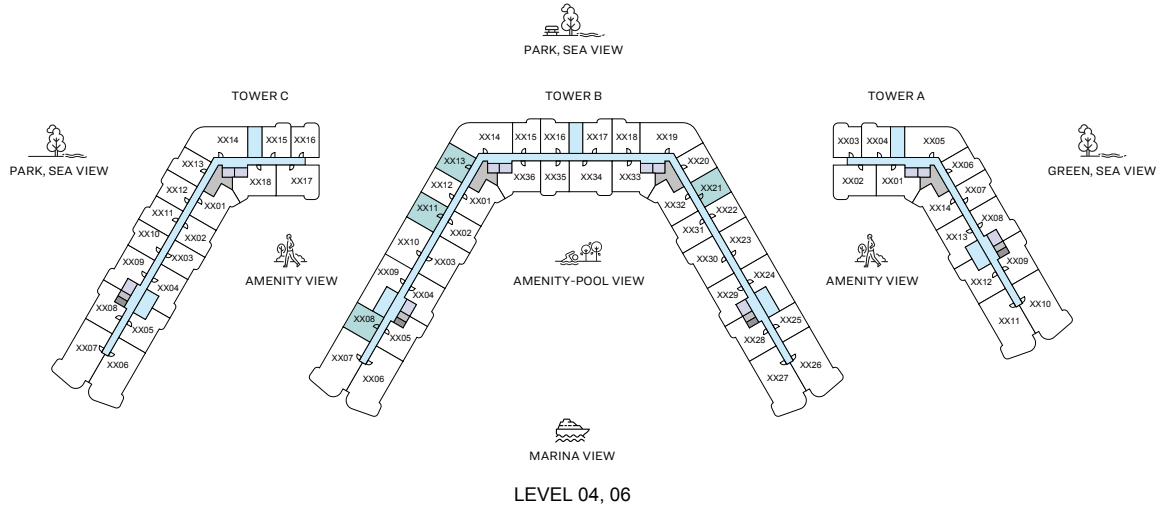 PARK, SEA VIEW
TOWER C
TOWER B
TOWER A
PARK, SEA VIEW
GREEN, SEA VIEW
XX14
XX15
XX16
XX13
XX12
XX11
XX10
XX09
XX08
XX07
XX06
XX05
XX04
XX03
XX02
XX01
XX18
XX17
AMENITY VIEW
XX14
XX15
XX16
XX17
XX18
XX19
XX13
XX12
XX11
XX10
XX09
XX08
XX07
XX06
XX05
XX04
XX03
XX02
XX01
XX36
XX35
XX34
XX33
XX32
XX31
XX30
XX29
XX28
XX27
XX26
XX25
XX24
XX23
XX22
XX21
XX20
AMENITY-POOL VIEW
AMENITY VIEW
XX03
XX04
XX05
XX02
XX01
XX06
XX07
XX08
XX09
XX10
XX11
XX12
XX13
XX14
MARINA VIEW
LEVEL 04, 06